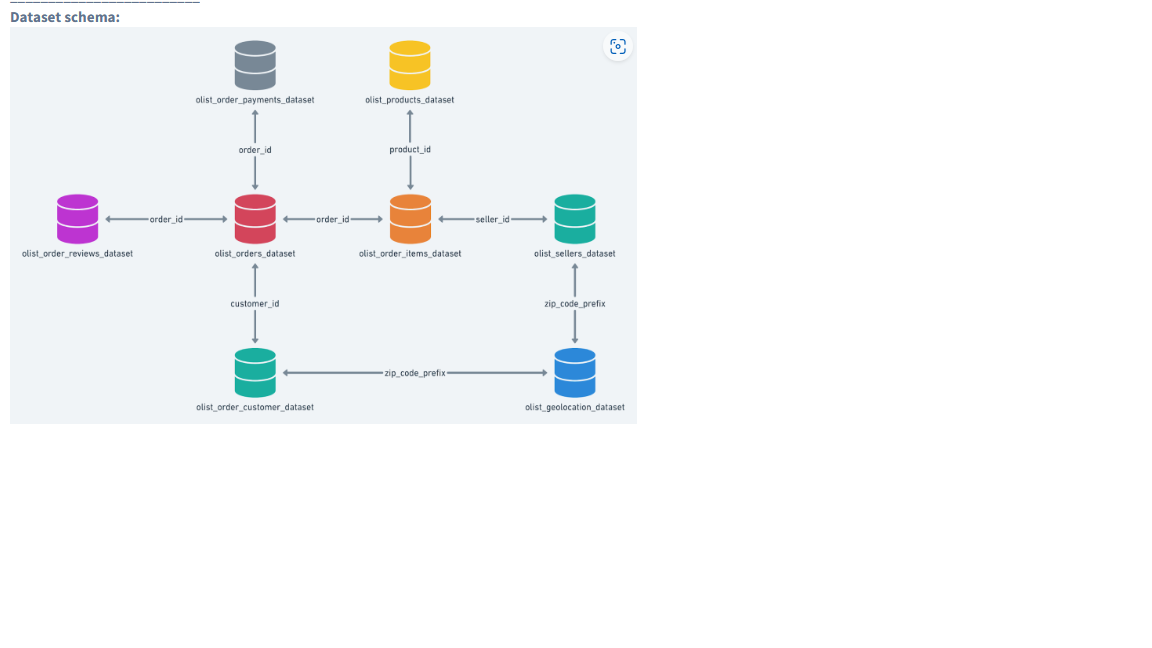 Dataset schema:
olist_order_payments_dataset
olist_products_dataset
order_id
product_id
order_id
order_id
seller_id
olist_order_reviews_dataset
olist_orders_dataset
olist_order_items_dataset
olist_sellers_dataset
customer_id
zip_code_prefix
zip_code_prefix
olist_order_customer_dataset
olist_geolocation_dataset